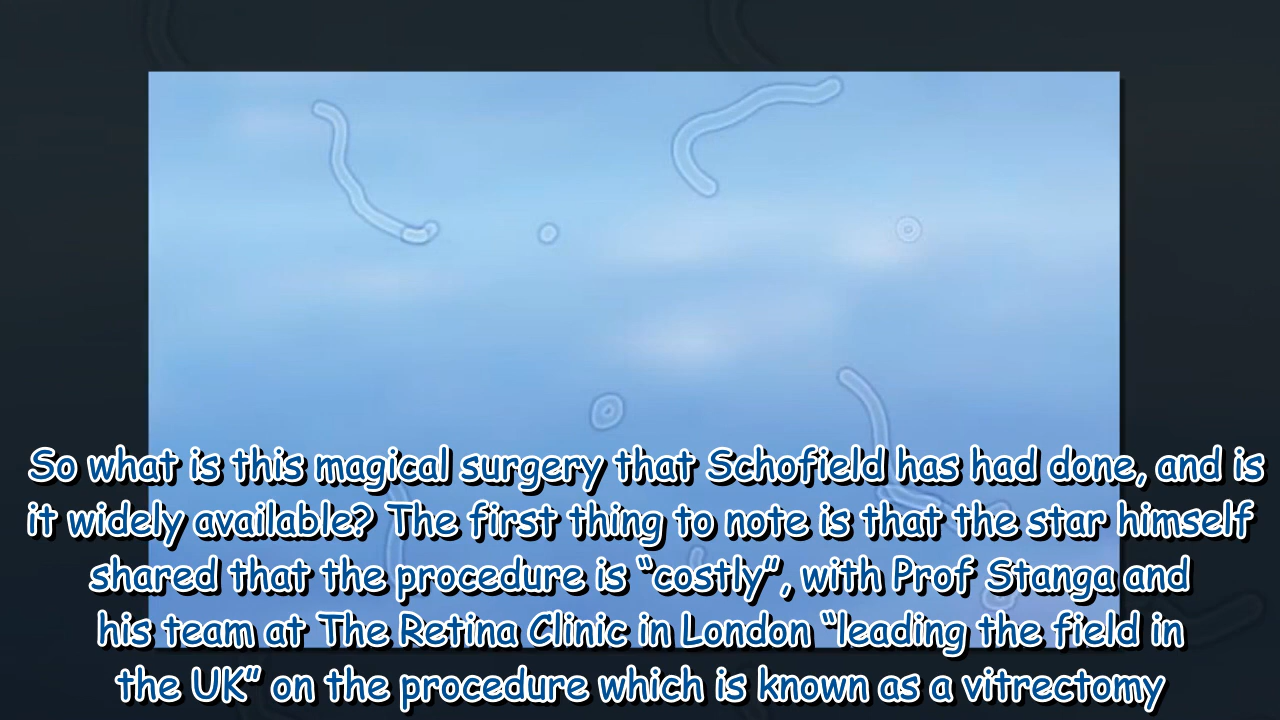 So what is this magical surgery that Schofield has had done, and is
it widely available? The first thing to note is that the star himself
shared that the procedure is “costly”, with Prof Stanga and
his team at The Retina Clinic in London “leading the field in
the UK” on the procedure which is known as a vitrectomy